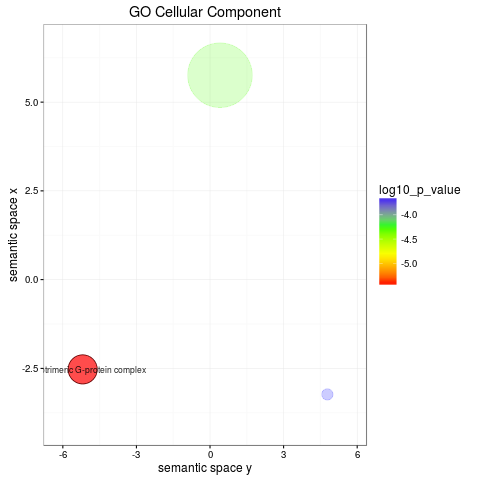 GO Cellular Component
5.0
2.5
0.0
-2.5
-6
-3
0
3
6
semantic space x
semantic space y
trimeric G-protein complex
log10_p_value
-4.0
-4.5
-5.0